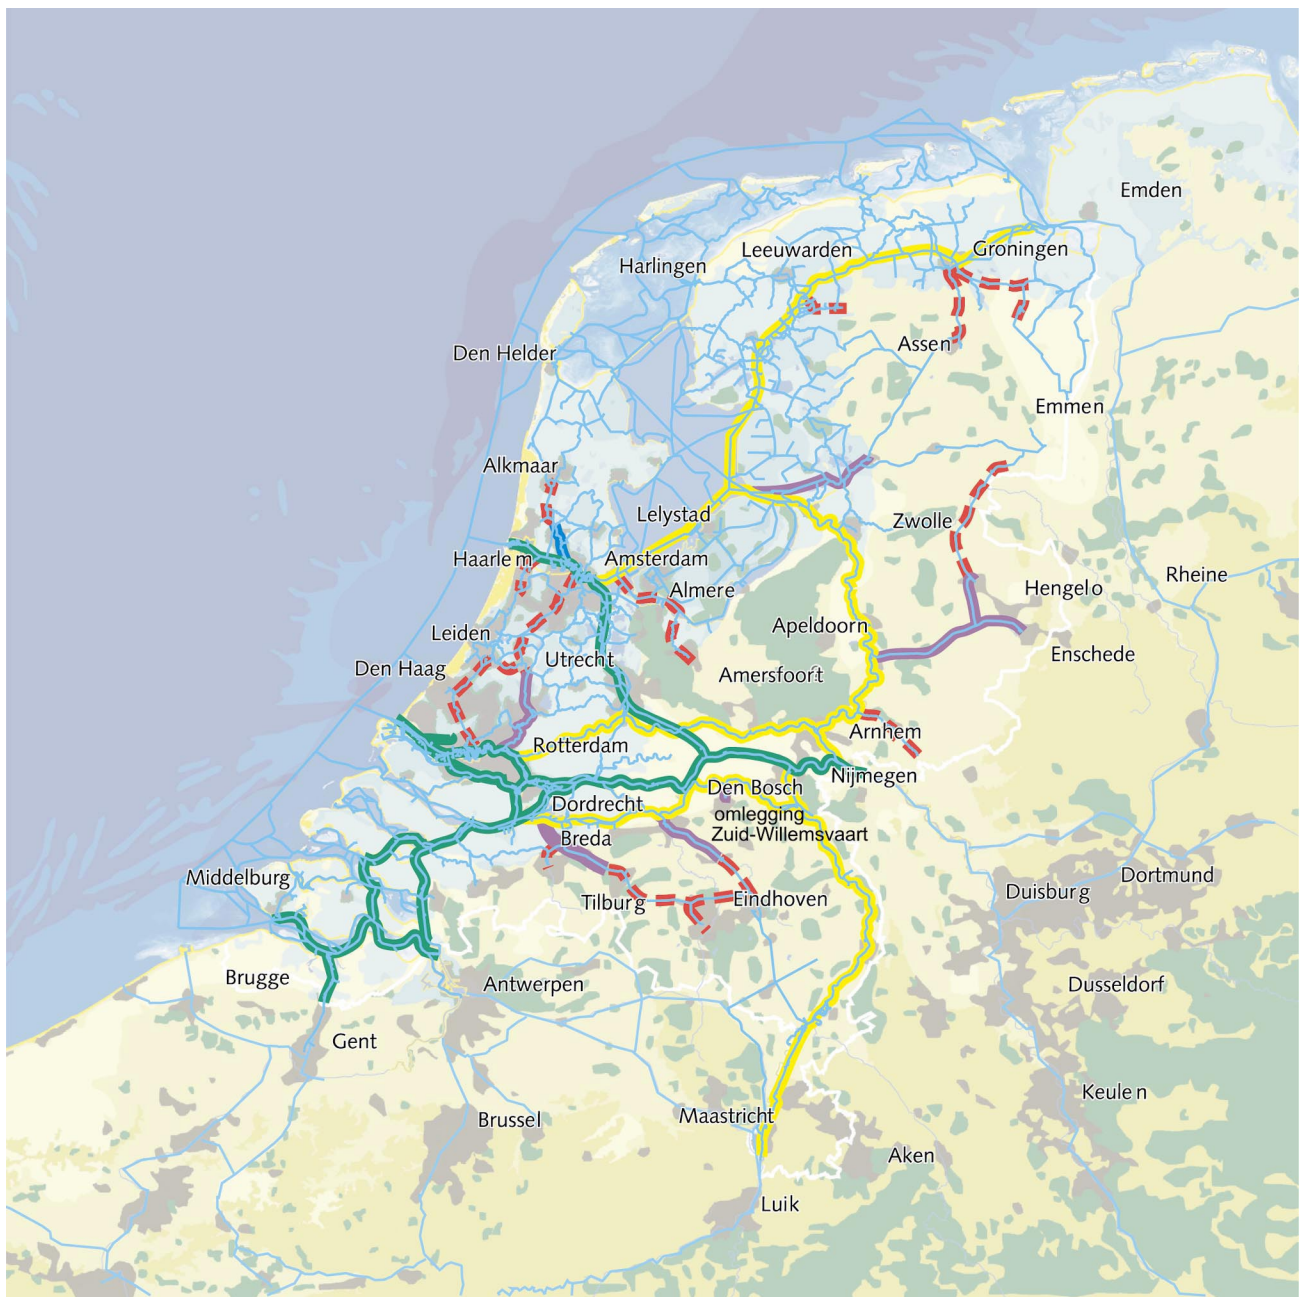 Emden
Leeuwarden
Groningen
Harlingen
Assen
Den Helder
Emmen
Alkmaar
Lelystad
Zwolle
Haarle m
Amsterdam
Rheine
Almere
Hengelo
Leiden
Apeldoorn
Utrecht
Enschede
Den Haag
Amersfoort
Arnhem
Rotterdam
Nijmegen
Den Bosch
Dordrecht
omlegging
Zuid-Willemsvaart
Breda
Middelburg
Dortmund
Duisburg
Tilburg
Eindhoven
Brugge
Antwerpen
Dusseldorf
Gent
Keulen
Maastricht
Brussel
Aken
Luik